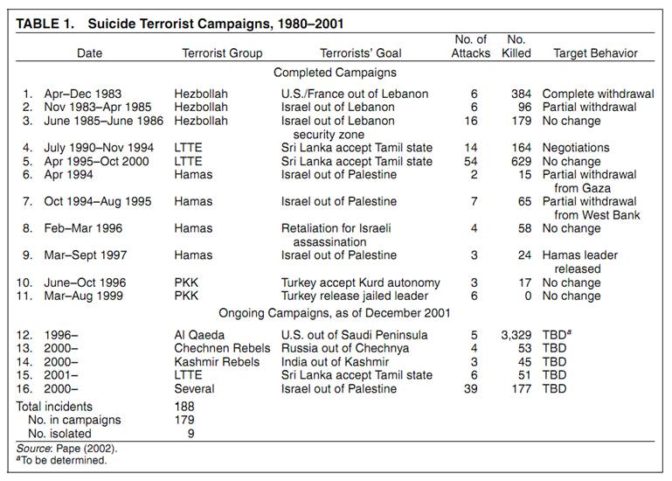 TABLE 1. Suicide Terrorist Campaigns, 1980–2001
No. of No.
Date Terrorist Group Terrorists' Goal Attacks Killed Target Behavior
Completed Campaigns
1. Apr–Dec 1983 Hezbollah U.S./France out of Lebanon 6 384 Complete withdrawal
2. Nov 1983–Apr 1985 Hezbollah Israel out of Lebanon 6 96 Partial withdrawal
3. June 1985–June 1986 Hezbollah Israel out of Lebanon 16 179 No change
security zone
4. July 1990–Nov 1994 LTTE Sri Lanka accept Tamil state 14 164 Negotiations
5. Apr 1995–Oct 2000 LTTE Sri Lanka accept Tamil state 54 629 No change
6. Apr 1994 Hamas Israel out of Palestine 2 15 Partial withdrawal
from Gaza
7. Oct 1994–Aug 1995 Hamas Israel out of Palestine 7 65 Partial withdrawal
from West Bank
8. Feb-Mar 1996 Hamas Retaliation for Israeli 4 58 No change
assassination
9. Mar–Sept 1997 Hamas Israel out of Palestine 3 24 Hamas leader
released
10. June–Oct 1996 PKK Turkey accept Kurd autonomy 3 17 No change
11. Mar–Aug 1999 PKK Turkey release jailed leader 6 0 No change
Ongoing Campaigns, as of December 2001
12. 1996– Al Qaeda U.S. out of Saudi Peninsula 5 3,329 TBDª
13. 2000– Chechnen Rebels Russia out of Chechnya 4 53 TBD
14. 2000– Kashmir Rebels India out of Kashmir 3 45 TBD
15. 2001– LTTE Sri Lanka accept Tamil state 6 51 TBD
16. 2000– Several Israel out of Palestine 39 177 TBD
Total incidents 188
No. in campaigns 179
No. isolated 9
Source: Pape (2002).
ªTo be determined.